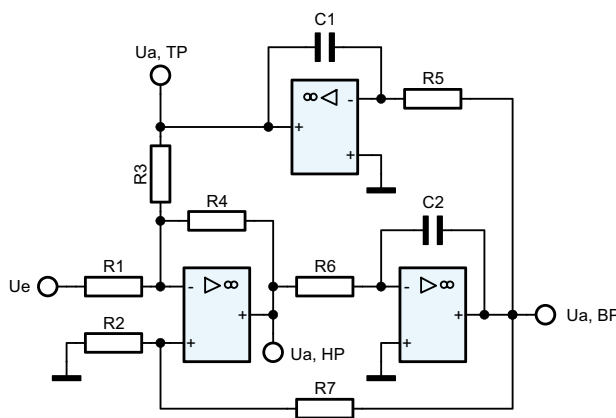 C1
Ua, TP
R5
∞
-
+
+
R3
R4
C2
R1
R6
Ue
-
∞
-
∞
R2
+
+
+
+
Ua, BP
Ua, HP
R7